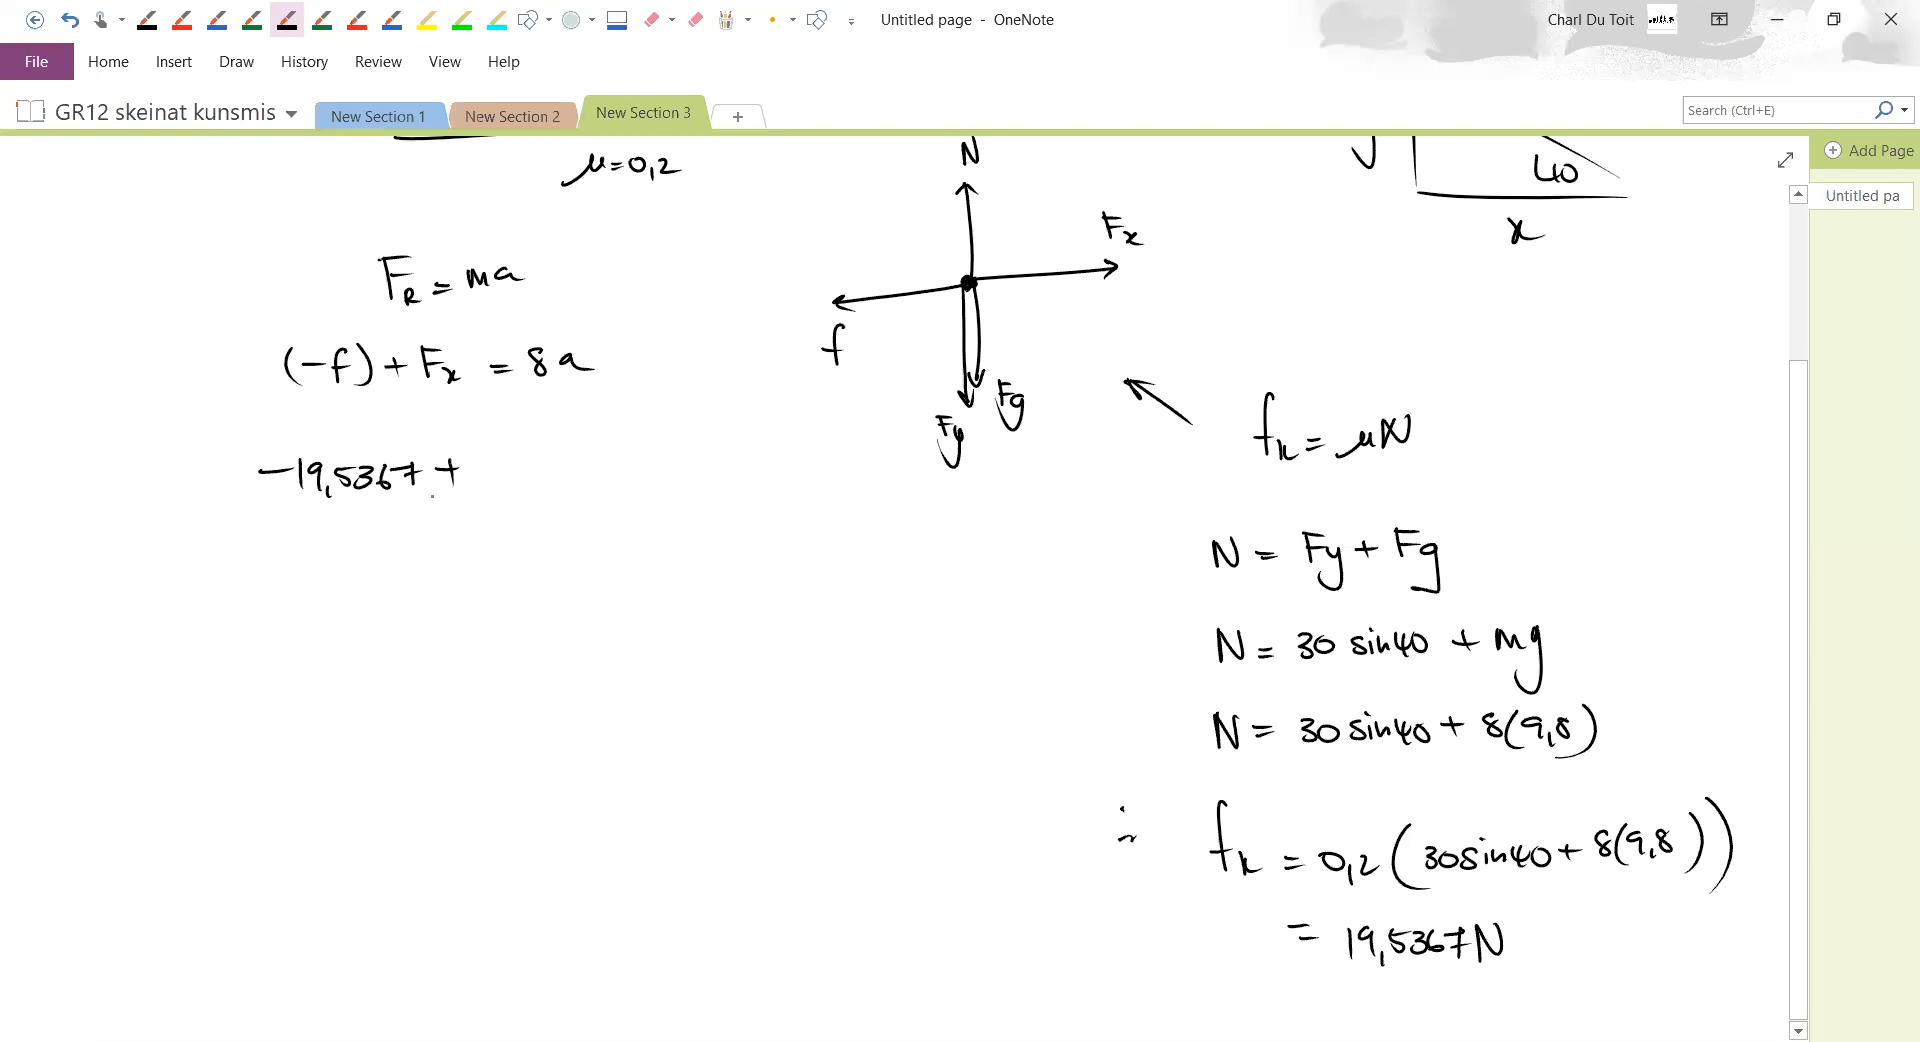 Untitled page - OneNote
Charl Du Toit
File Home Insert Draw History Review View Help
GR12 skeinat kunsmis
New Section 1 New Section 2 New Section 3 +
Search (Ctrl+E)
Add Page
Untitled pa
μ=0,2
N
y
40
x
Fx
f
Fg
Fy
FR = ma
(-f) + Fx = 8a
-19,5367 +
fk = μN
N = Fy + Fg
N = 30 sin40 + mg
N = 30 sin40 + 8(9,8)
∴ fk = 0,2 (30sin40 + 8(9,8))
= 19,5367N